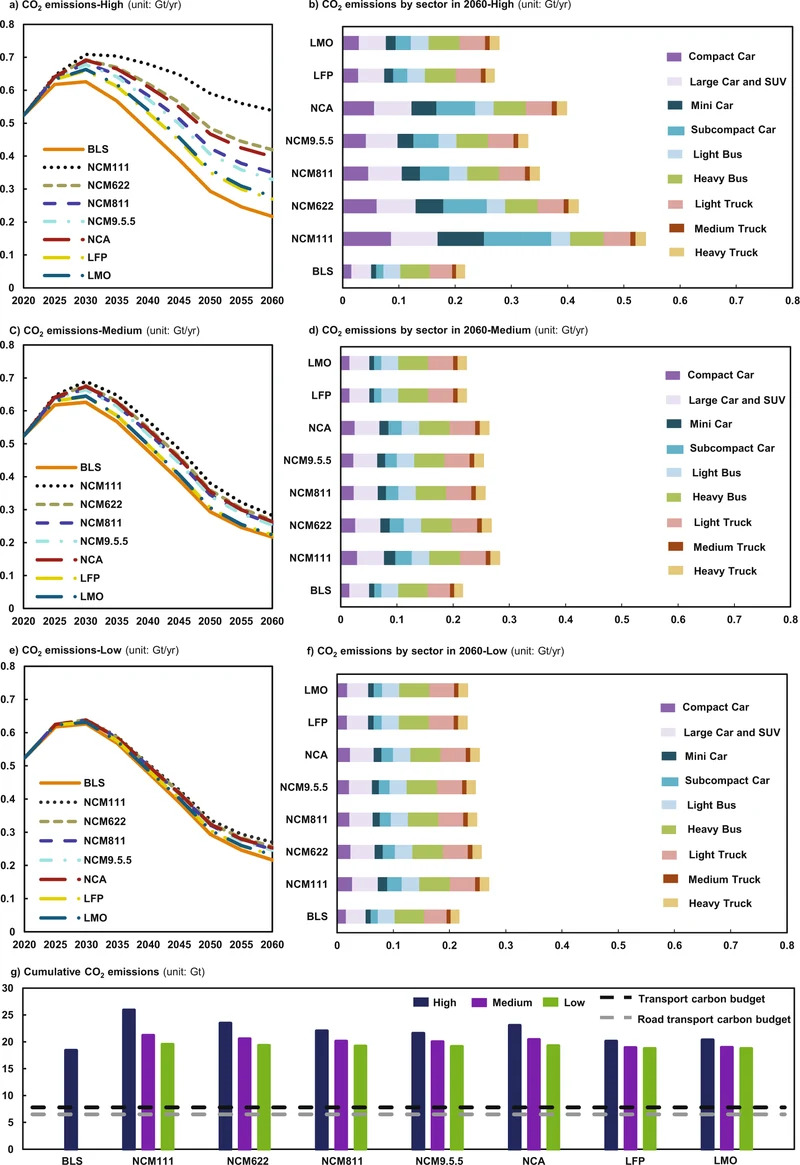 a) CO₂ emissions-High (unit: Gt/yr)
0.8
0.7
0.6
0.5
0.4
0.3
0.2
0.1
0
BLS
NCM111
NCM622
NCM811
NCM9.5.5
NCA
LFP
LMO
2020 2025 2030 2035 2040 2045 2050 2055 2060
b) CO₂ emissions by sector in 2060-High (unit: Gt/yr)
LMO
LFP
NCA
NCM9.5.5
NCM811
NCM622
NCM111
BLS
Compact Car
Large Car and SUV
Mini Car
Subcompact Car
Light Bus
Heavy Bus
Light Truck
Medium Truck
Heavy Truck
0 0.1 0.2 0.3 0.4 0.5 0.6 0.7 0.8
C) CO₂ emissions-Medium (unit: Gt/yr)
0.8
0.7
0.6
0.5
0.4
0.3
0.2
0.1
0
BLS
NCM111
NCM622
NCM811
NCM9.5.5
NCA
LFP
LMO
2020 2025 2030 2035 2040 2045 2050 2055 2060
d) CO₂ emissions by sector in 2060-Medium (unit: Gt/yr)
LMO
LFP
NCA
NCM9.5.5
NCM811
NCM622
NCM111
BLS
Compact Car
Large Car and SUV
Mini Car
Subcompact Car
Light Bus
Heavy Bus
Light Truck
Medium Truck
Heavy Truck
0 0.1 0.2 0.3 0.4 0.5 0.6 0.7 0.8
e) CO₂ emissions-Low (unit: Gt/yr)
0.8
0.7
0.6
0.5
0.4
0.3
0.2
0.1
0
BLS
NCM111
NCM622
NCM811
NCM9.5.5
NCA
LFP
LMO
2020 2025 2030 2035 2040 2045 2050 2055 2060
f) CO₂ emissions by sector in 2060-Low (unit: Gt/yr)
LMO
LFP
NCA
NCM9.5.5
NCM811
NCM622
NCM111
BLS
Compact Car
Large Car and SUV
Mini Car
Subcompact Car
Light Bus
Heavy Bus
Light Truck
Medium Truck
Heavy Truck
0 0.1 0.2 0.3 0.4 0.5 0.6 0.7 0.8
g) Cumulative CO₂ emissions (unit: Gt)
30
25
20
15
10
5
0
High Medium Low Transport carbon budget
Road transport carbon budget
BLS NCM111 NCM622 NCM811 NCM9.5.5 NCA LFP LMO